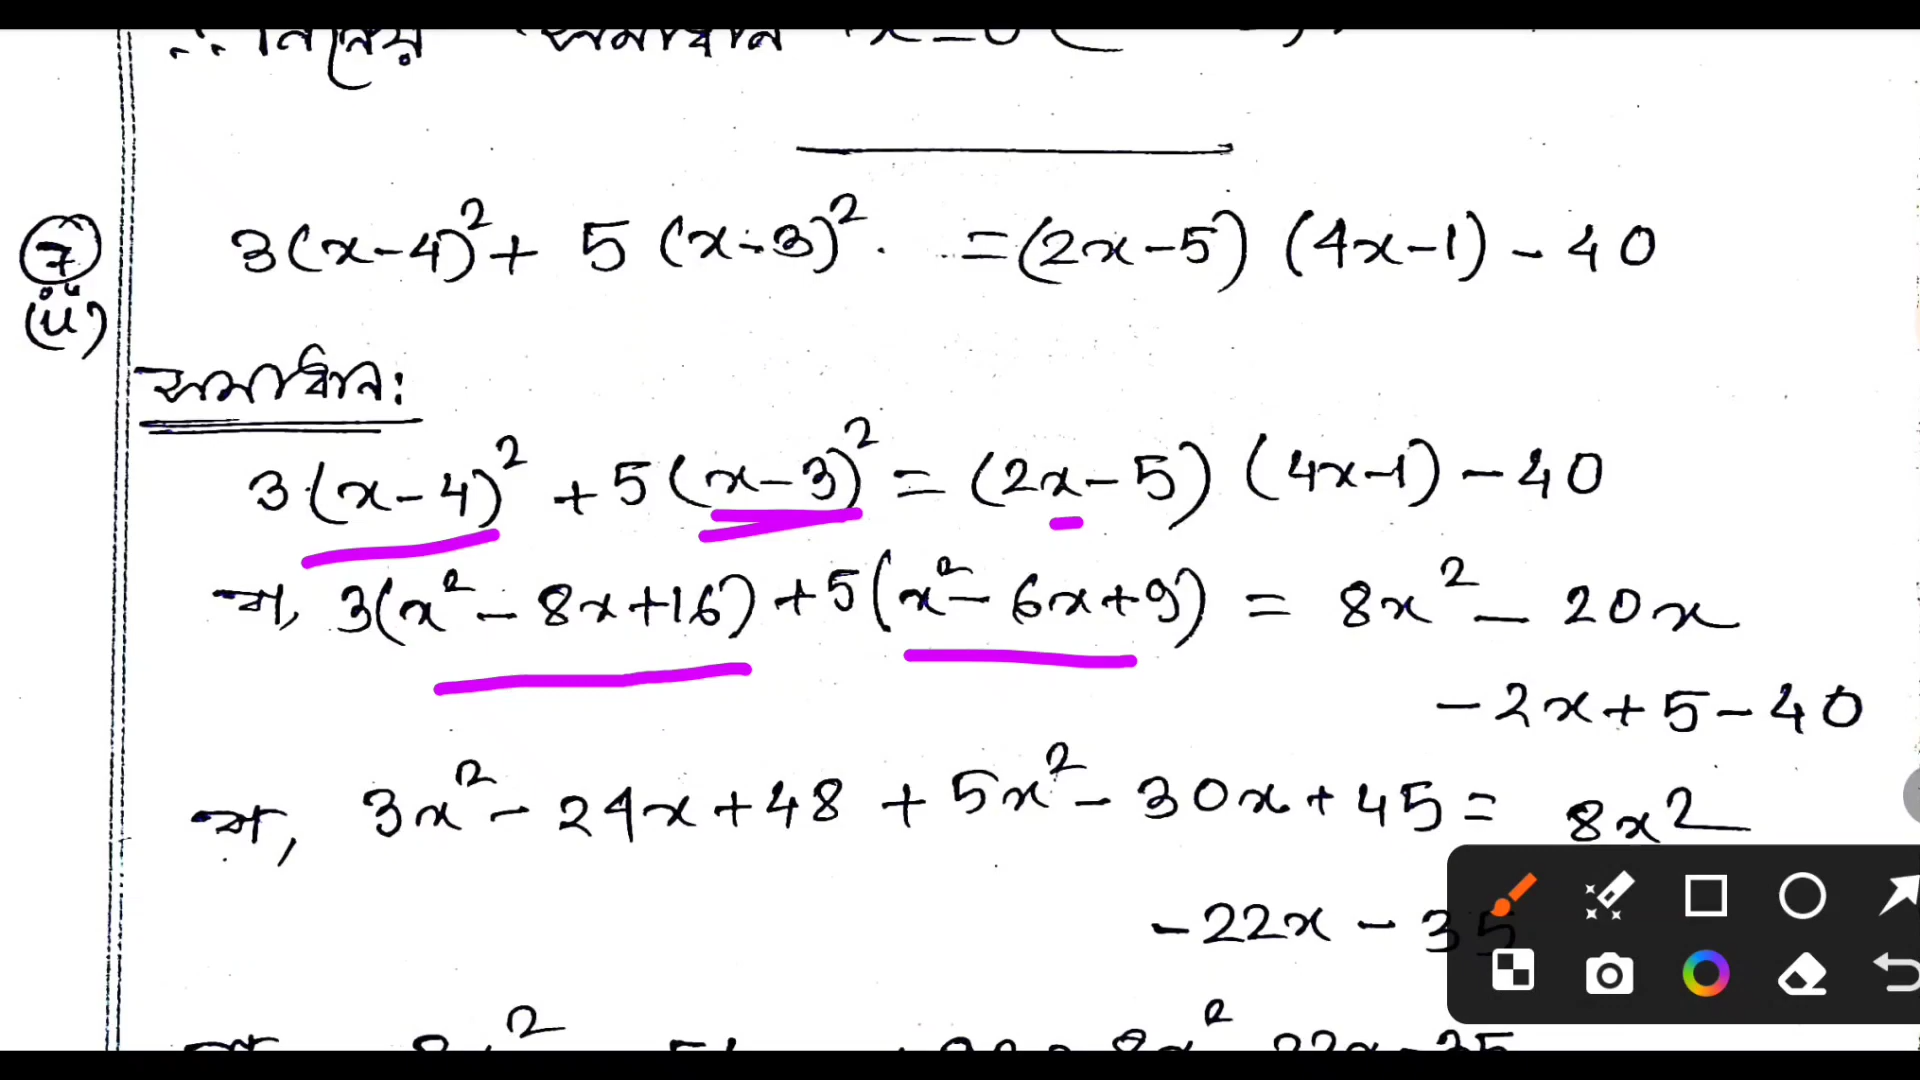 ∴ নির্ণেয় সমাধান x = 6
3(x-4)² + 5(x-3)² = (2x-5) (4x-1) - 40
7
(ii)
সমাধান:
3(x-4)² + 5(x-3)² = (2x-5) (4x-1) - 40
বা, 3(x² - 8x+16) + 5(x² - 6x+9) = 8x² - 20x
- 2x + 5 - 40
বা, 3x² - 24x + 48 + 5x² - 30x + 45 = 8x²
- 22x - 35